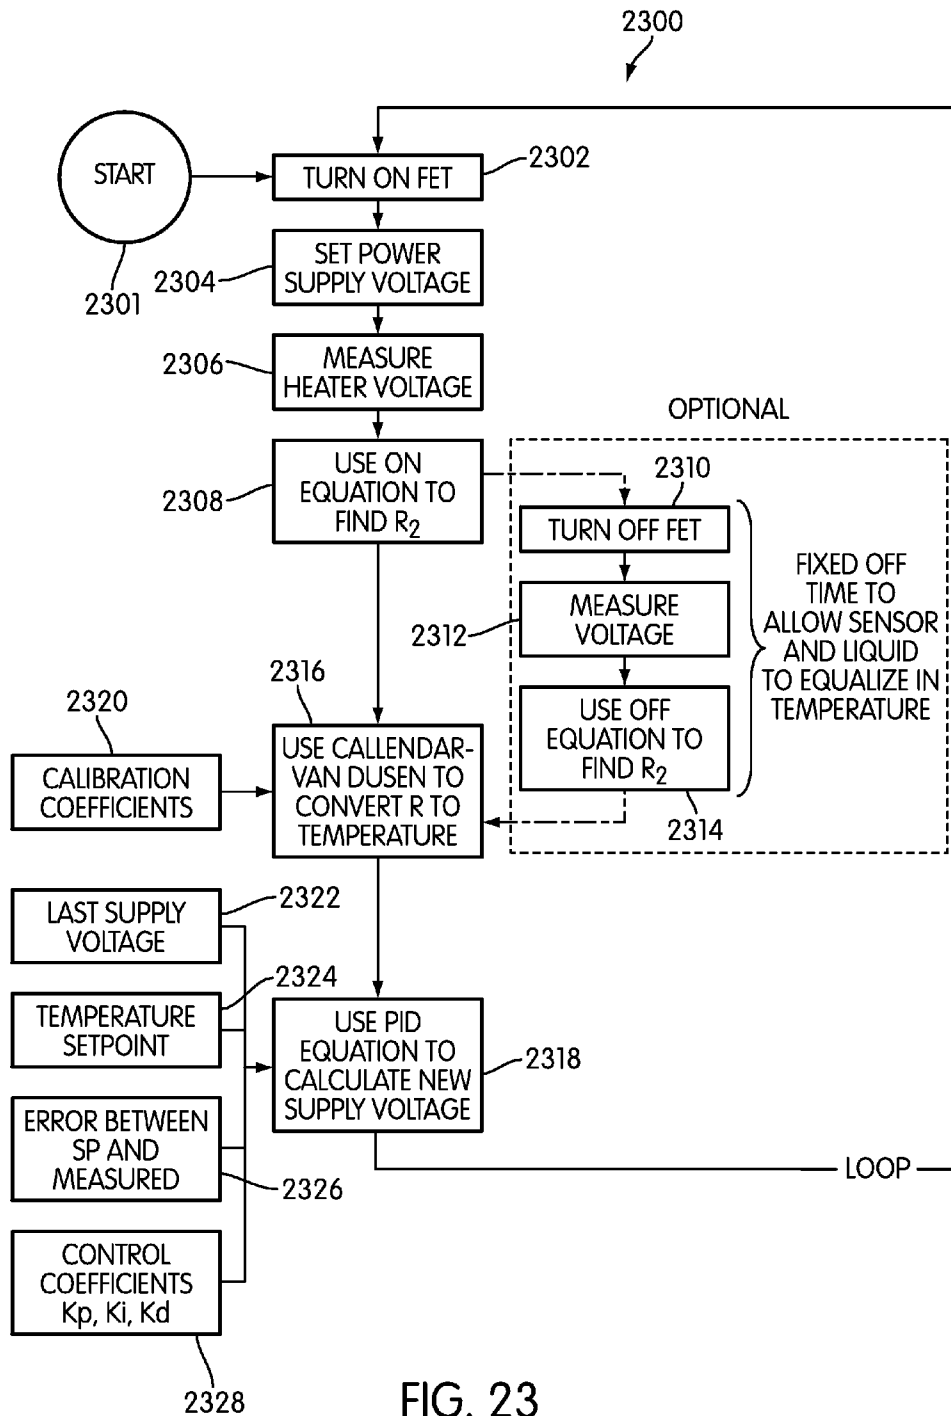 2300
START
2301
TURN ON FET
2302
SET POWER
SUPPLY VOLTAGE
2304
MEASURE
HEATER VOLTAGE
2306
USE ON
EQUATION TO
FIND R2
2308
OPTIONAL
2310
TURN OFF FET
MEASURE
VOLTAGE
2312
USE OFF
EQUATION TO
FIND R2
2314
FIXED OFF
TIME TO
ALLOW SENSOR
AND LIQUID
TO EQUALIZE IN
TEMPERATURE
2316
USE CALLENDAR-
VAN DUSEN TO
CONVERT R TO
TEMPERATURE
2320
CALIBRATION
COEFFICIENTS
LAST SUPPLY
VOLTAGE
2322
TEMPERATURE
SETPOINT
2324
ERROR BETWEEN
SP AND
MEASURED
2326
CONTROL
COEFFICIENTS
Kp, Ki, Kd
2328
USE PID
EQUATION TO
CALCULATE NEW
SUPPLY VOLTAGE
2318
LOOP
FIG. 23